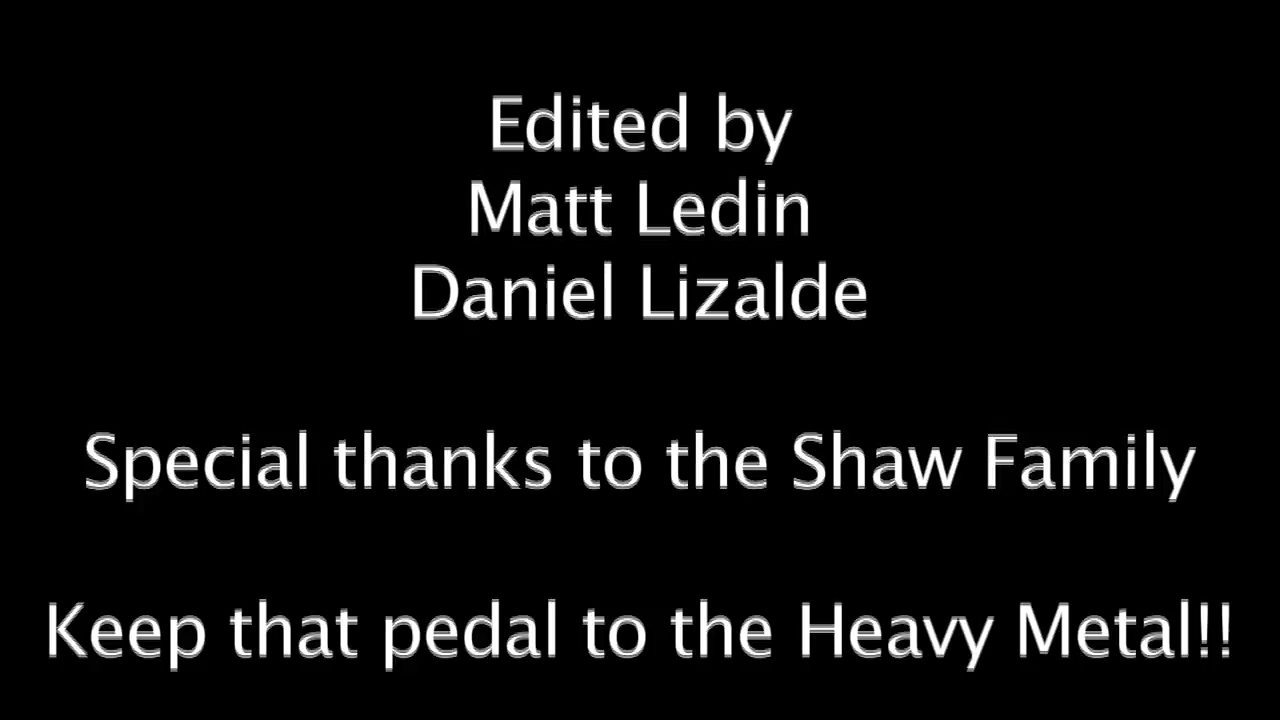 Edited by
Matt Ledin
Daniel Lizalde
Special thanks to the Shaw Family
Keep that pedal to the Heavy Metal!!